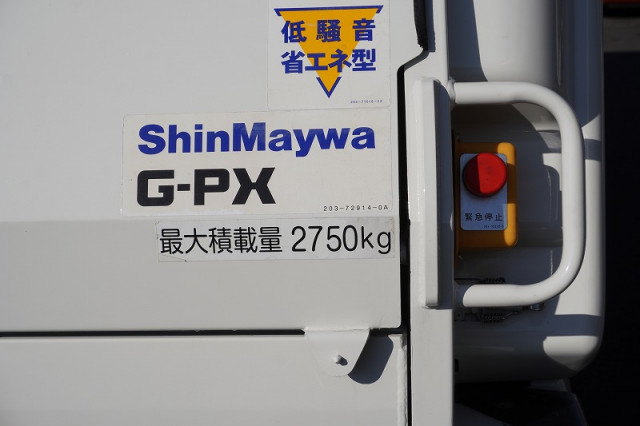 低騒音
省エネ型
ShinMaywa
G-PX
203-72914-0A
最大積載量 2750kg
緊急停止